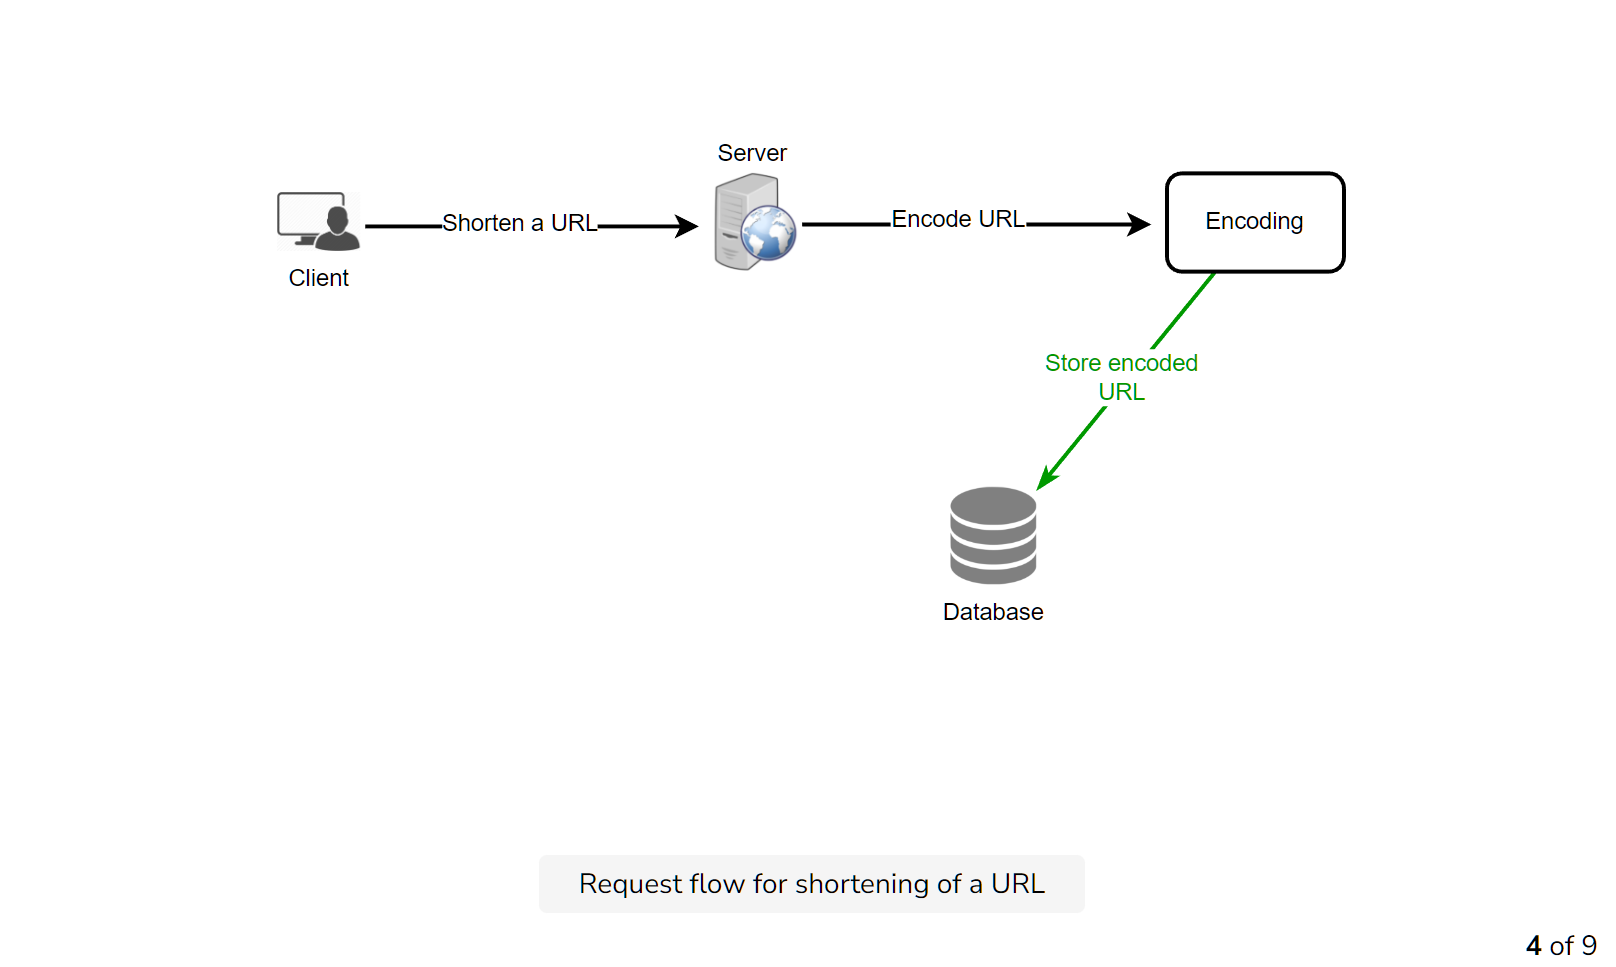 Server
Client
Shorten a URL
Encode URL
Encoding
Store encoded
URL
Database
Request flow for shortening of a URL
4 of 9